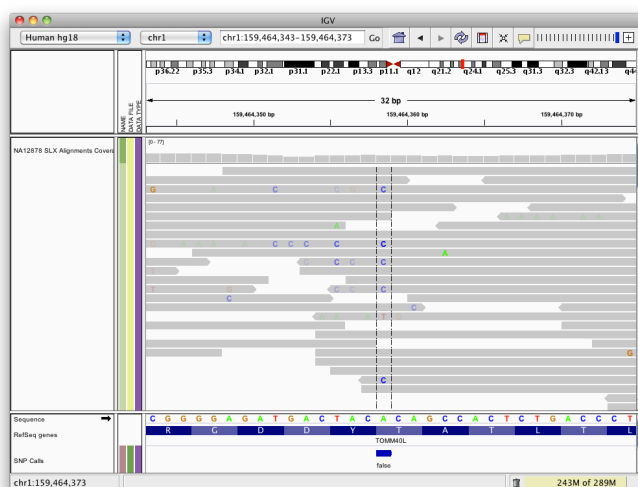 IGV
Human hg18 chr1 chr1:159,464,343-159,464,373 Go
p36.22 p35.3 p34.1 p32.1 p31.1 p22.1 p13.3 p11.1 q12 q21.2 q24.1 q25.3 q31.3 q32.3 q42.13 q44
32 bp
NAME
DATA FILE
DATA TYPE
159,464,350 159,464,360 159,464,370
NA12878 SLX Alignments Covera
[0 - 77]
G C C C
A
C C C C C
A
C C C C
T
T G C C C
C
C
T
G
C
Sequence
C G G G G A G A T G A C T A C A C A G C C A C T C T G A C C C T
RefSeq genes
R G D D Y T A T L T L
TOMM40L
SNP Calls
false
chr1:159,464,373
243M of 289M